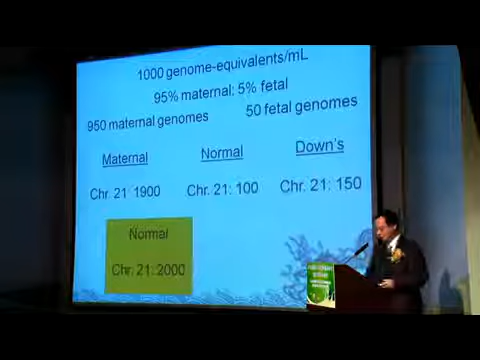 1000 genome-equivalents/mL
95% maternal: 5% fetal
950 maternal genomes
50 fetal genomes
Maternal
Normal
Down's
Chr. 21 1900
Chr. 21: 100
Chr. 21: 150
Normal
Chr. 21: 2000